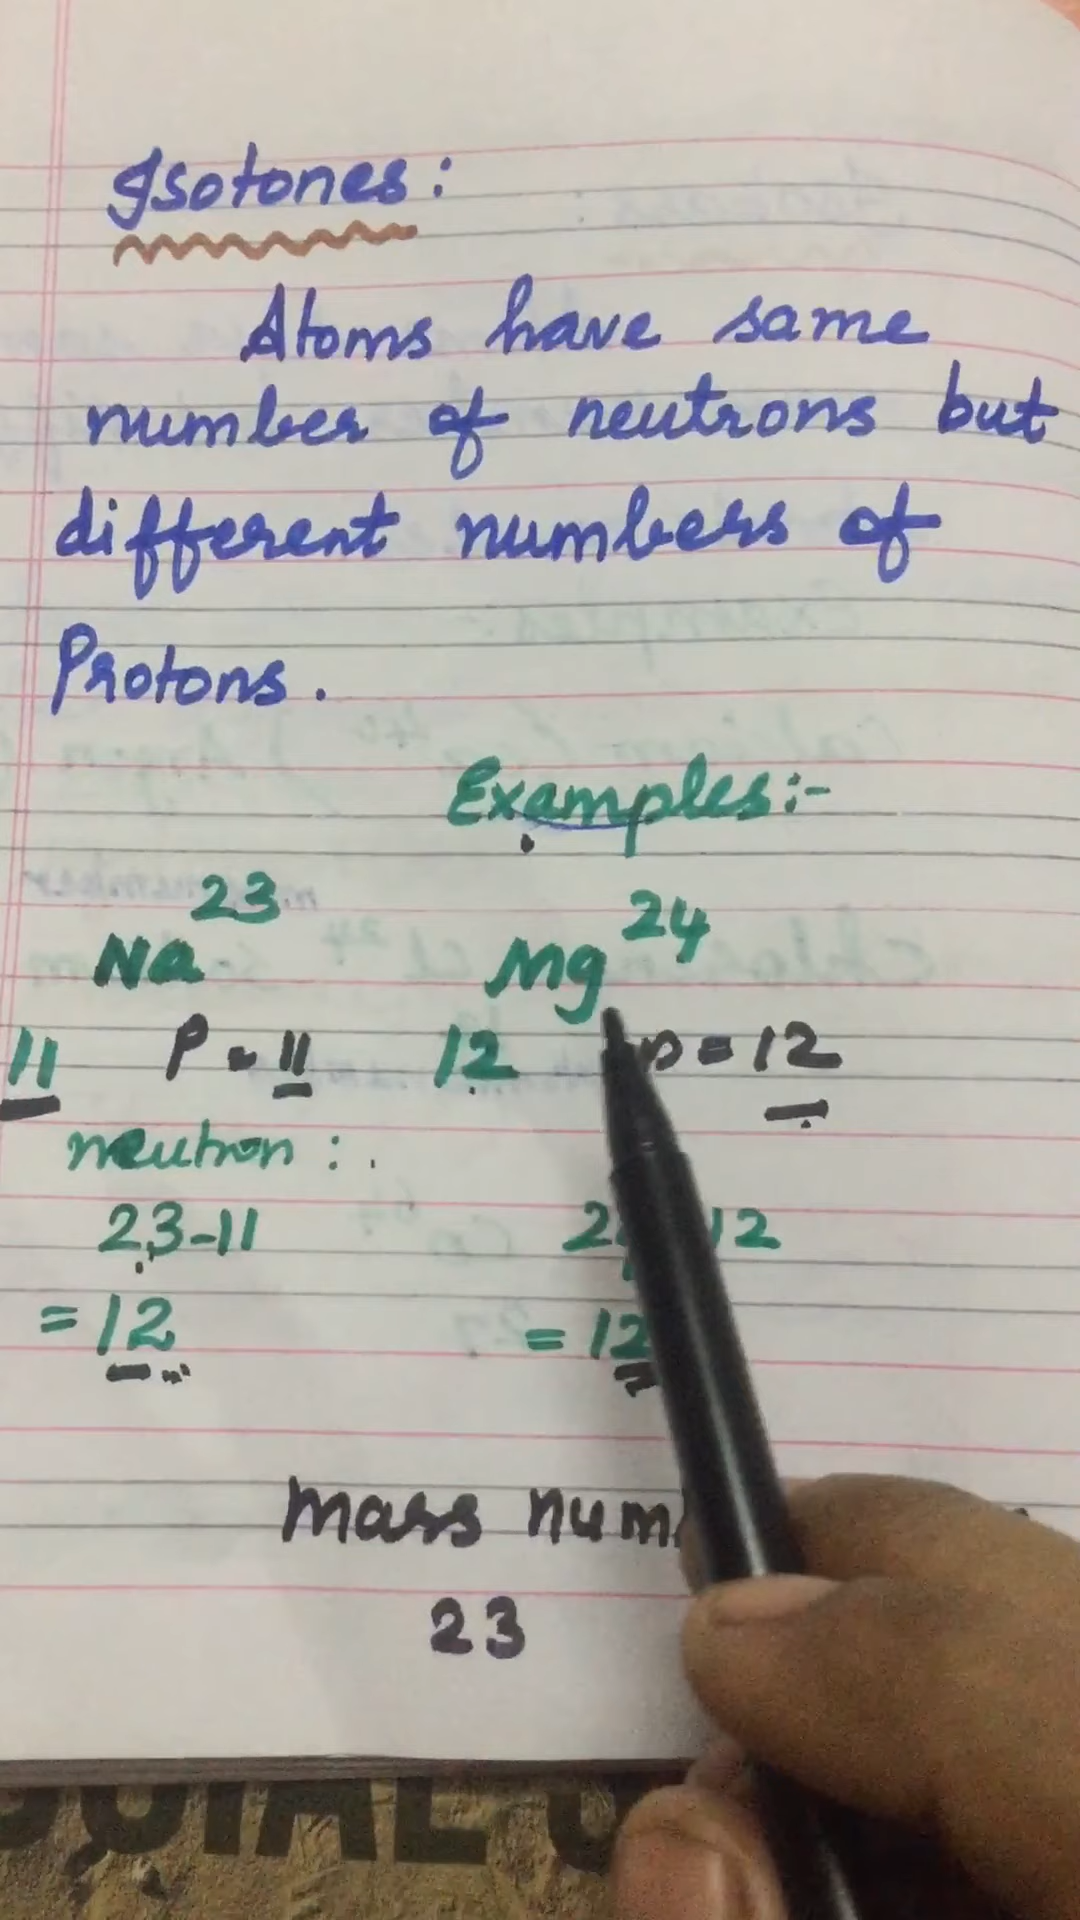 Isotones:
Atoms have same
number of neutrons but
different numbers of
Protons.
Examples:-
23 24
Na Mg
11 P = 11 12 = 12
neutron :
23-11 12
= 12 = 12
mass
23